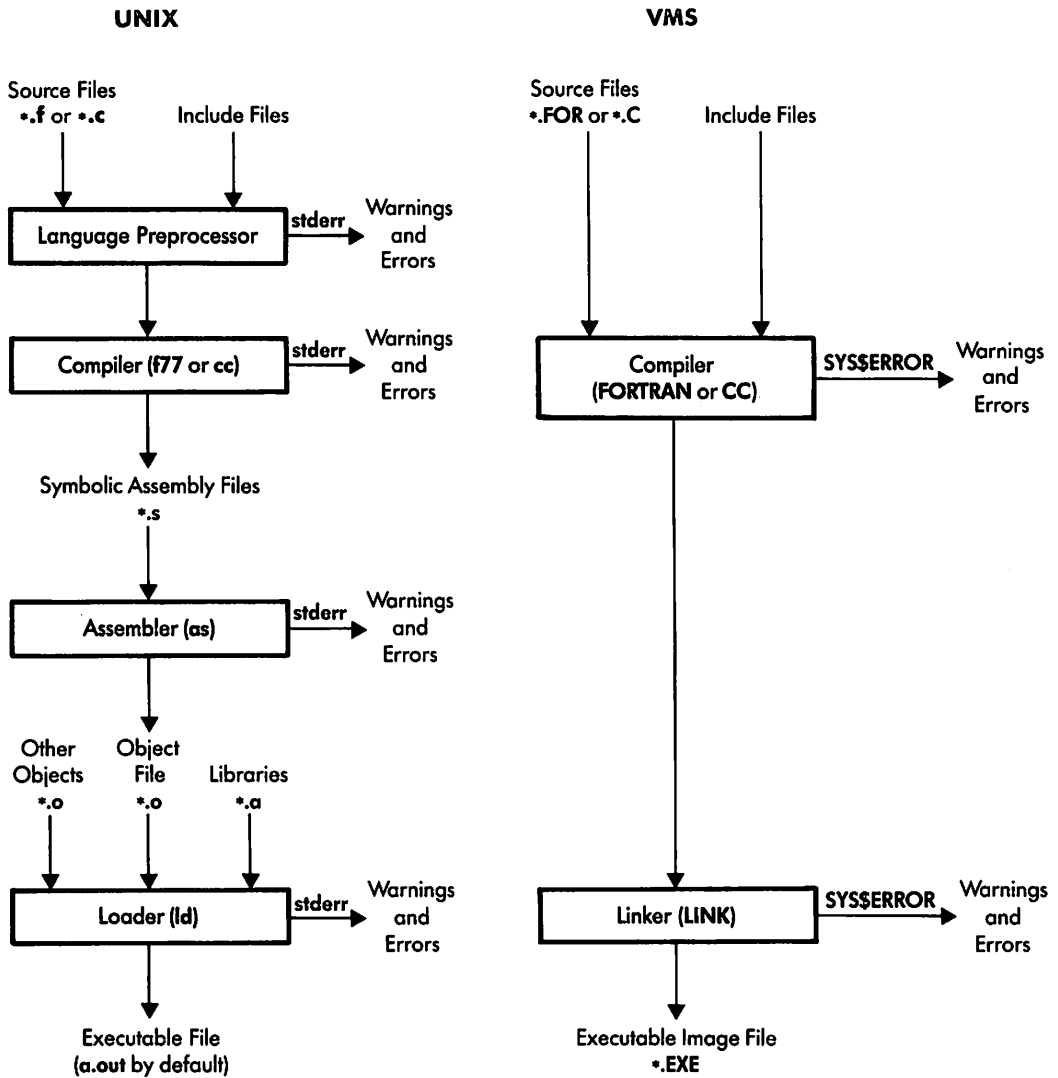 UNIX
Source Files
*.f or *.c
Include Files
Language Preprocessor
stderr
Warnings
and
Errors
Compiler (f77 or cc)
stderr
Warnings
and
Errors
Symbolic Assembly Files
*.s
Assembler (as)
stderr
Warnings
and
Errors
Other
Objects
*.o
Object
File
*.o
Libraries
*.a
Loader (ld)
stderr
Warnings
and
Errors
Executable File
(a.out by default)
VMS
Source Files
*.FOR or *.C
Include Files
Compiler
(FORTRAN or CC)
SYS$ERROR
Warnings
and
Errors
Linker (LINK)
SYS$ERROR
Warnings
and
Errors
Executable Image File
*.EXE